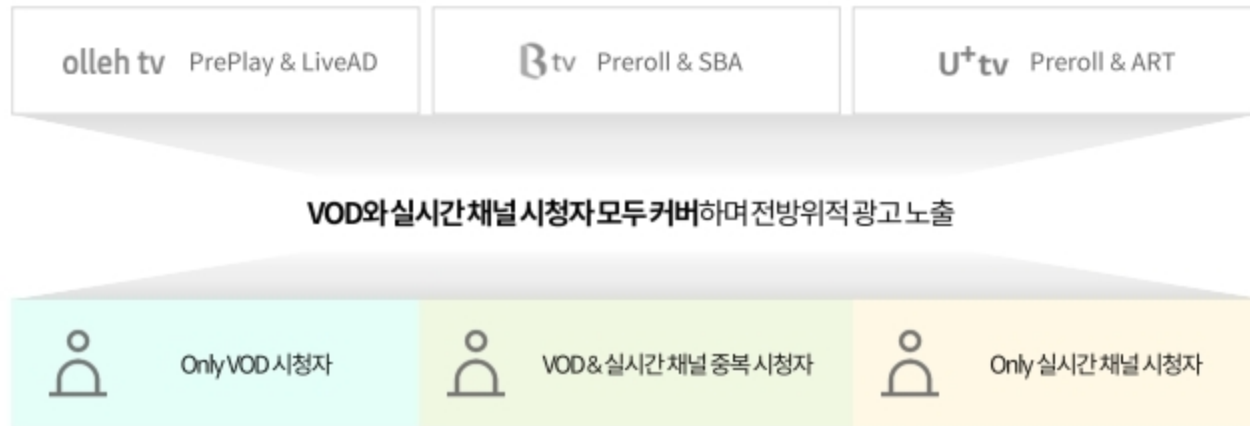 olleh tv PrePlay & LiveAD
B tv Preroll & SBA
U+tv Preroll & ART
VOD와 실시간 채널 시청자 모두 커버하며 전방위적 광고 노출
Only VOD 시청자
VOD & 실시간 채널 중복 시청자
Only 실시간 채널 시청자